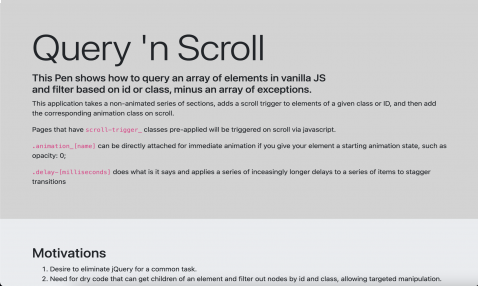 Query 'n Scroll
This Pen shows how to query an array of elements in vanilla JS
and filter based on id or class, minus an array of exceptions.
This application takes a non-animated series of sections, adds a scroll trigger to elements of a given class or ID, and then add
the corresponding animation class on scroll.
Pages that have scroll-trigger_ classes pre-applied will be triggered on scroll via javascript.
.animation_[name] can be directly attached for immediate animation if you give your element a starting animation state, such as
opacity: 0;
.delay-[milliseconds] does what is it says and applies a series of inceasingly longer delays to a series of items to stagger
transitions
Motivations
1. Desire to eliminate jQuery for a common task.
2. Need for dry code that can get children of an element and filter out nodes by id and class, allowing targeted manipulation.